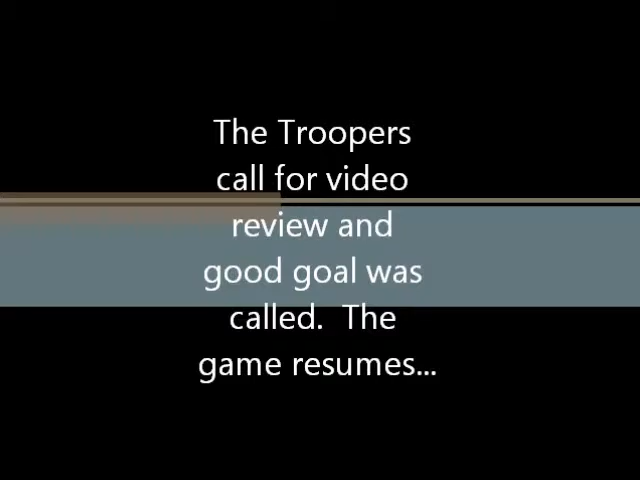 The Troopers
call for video
review and
good goal was
called.  The
game resumes...